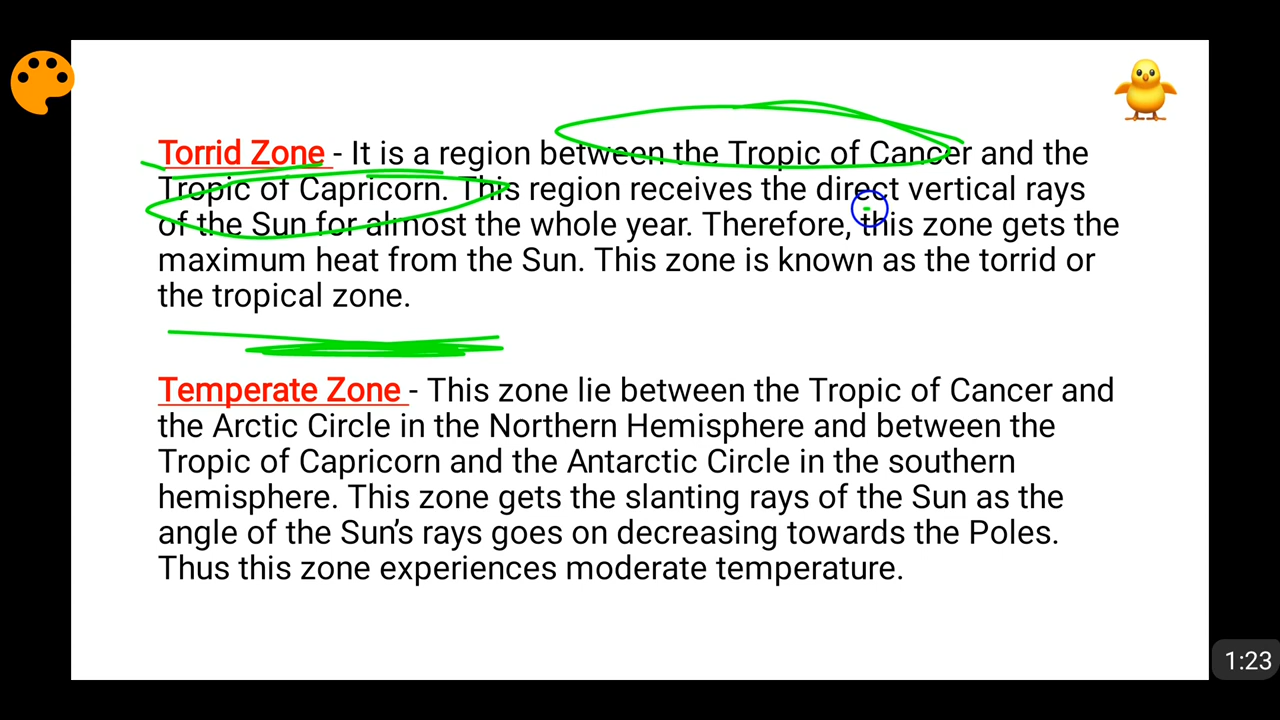 Torrid Zone - It is a region between the Tropic of Cancer and the
Tropic of Capricorn. This region receives the direct vertical rays
of the Sun for almost the whole year. Therefore, this zone gets the
maximum heat from the Sun. This zone is known as the torrid or
the tropical zone.
Temperate Zone - This zone lie between the Tropic of Cancer and
the Arctic Circle in the Northern Hemisphere and between the
Tropic of Capricorn and the Antarctic Circle in the southern
hemisphere. This zone gets the slanting rays of the Sun as the
angle of the Sun’s rays goes on decreasing towards the Poles.
Thus this zone experiences moderate temperature.
1:23